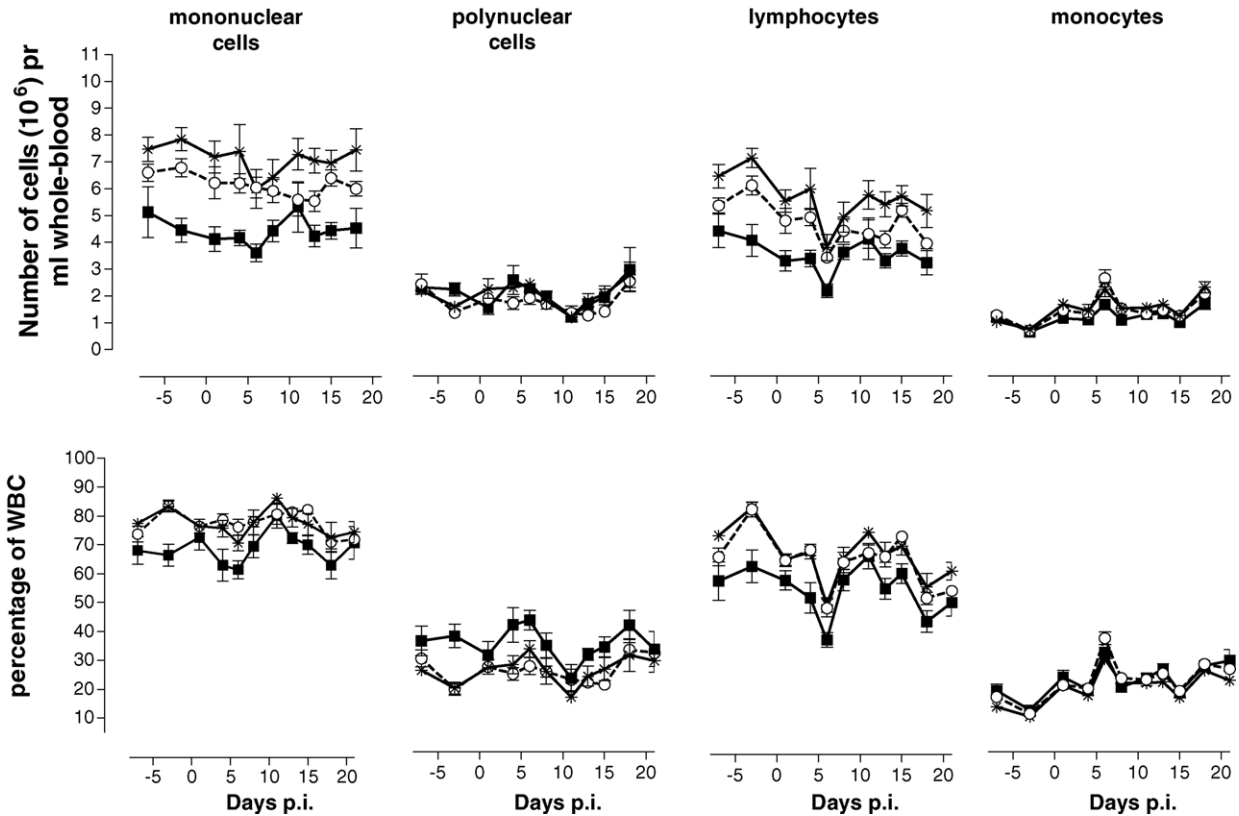 mononuclear
cells
polynuclear
cells
lymphocytes
monocytes
Number of cells (10⁶) pr
ml whole-blood
11
10
9
8
7
6
5
4
3
2
1
0
-5 0 5 10 15 20
-5 0 5 10 15 20
-5 0 5 10 15 20
-5 0 5 10 15 20
percentage of WBC
100
90
80
70
60
50
40
30
20
10
-5 0 5 10 15 20
-5 0 5 10 15 20
-5 0 5 10 15 20
-5 0 5 10 15 20
Days p.i.
Days p.i.
Days p.i.
Days p.i.